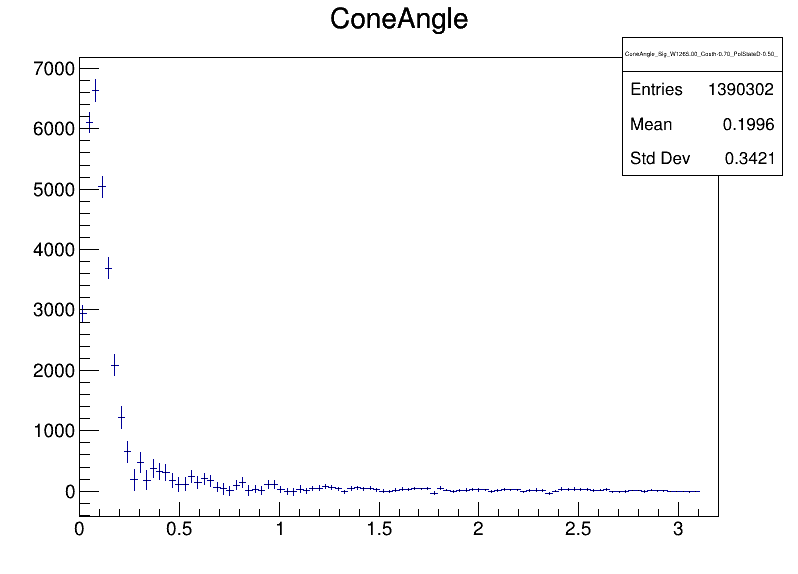 ConeAngle
ConeAngle_Sig_W1265.00_Costh-0.70_PolStateD-0.50_
Entries 1390302
Mean 0.1996
Std Dev 0.3421
7000
6000
5000
4000
3000
2000
1000
0
0 0.5 1 1.5 2 2.5 3